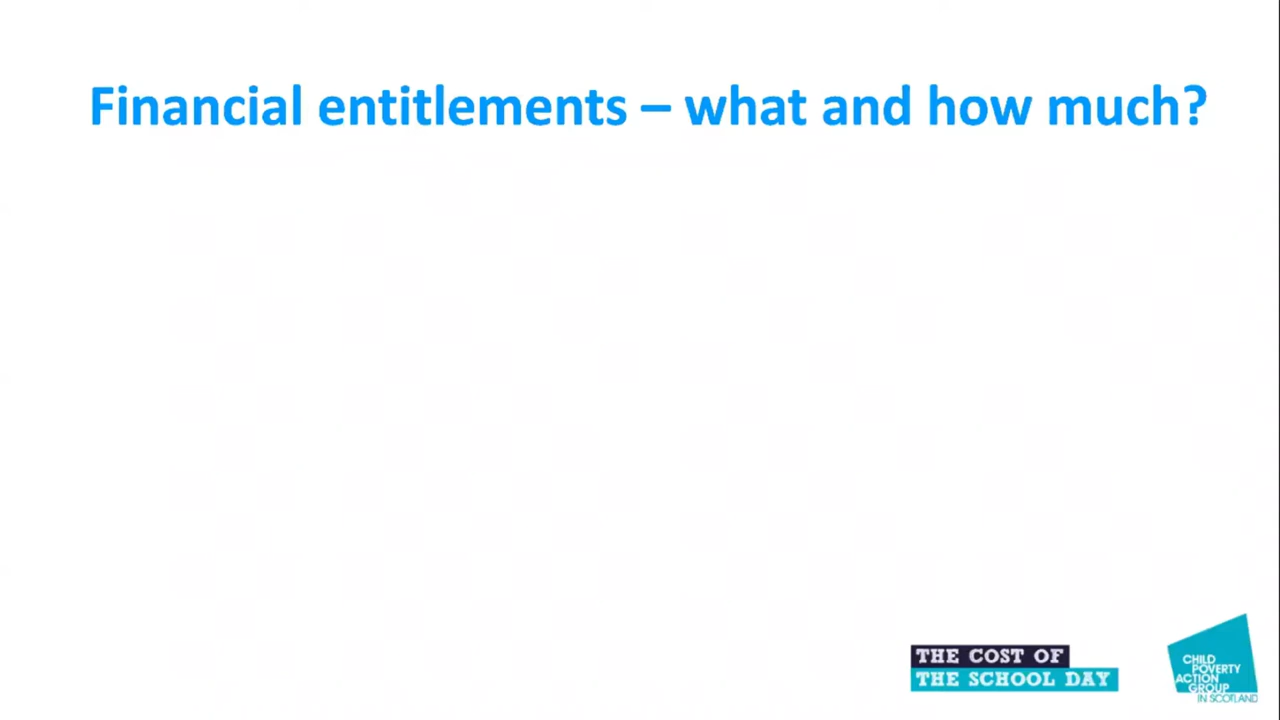 Financial entitlements – what and how much?
THE COST OF
THE SCHOOL DAY
CHILD
POVERTY
ACTION
GROUP
IN SCOTLAND